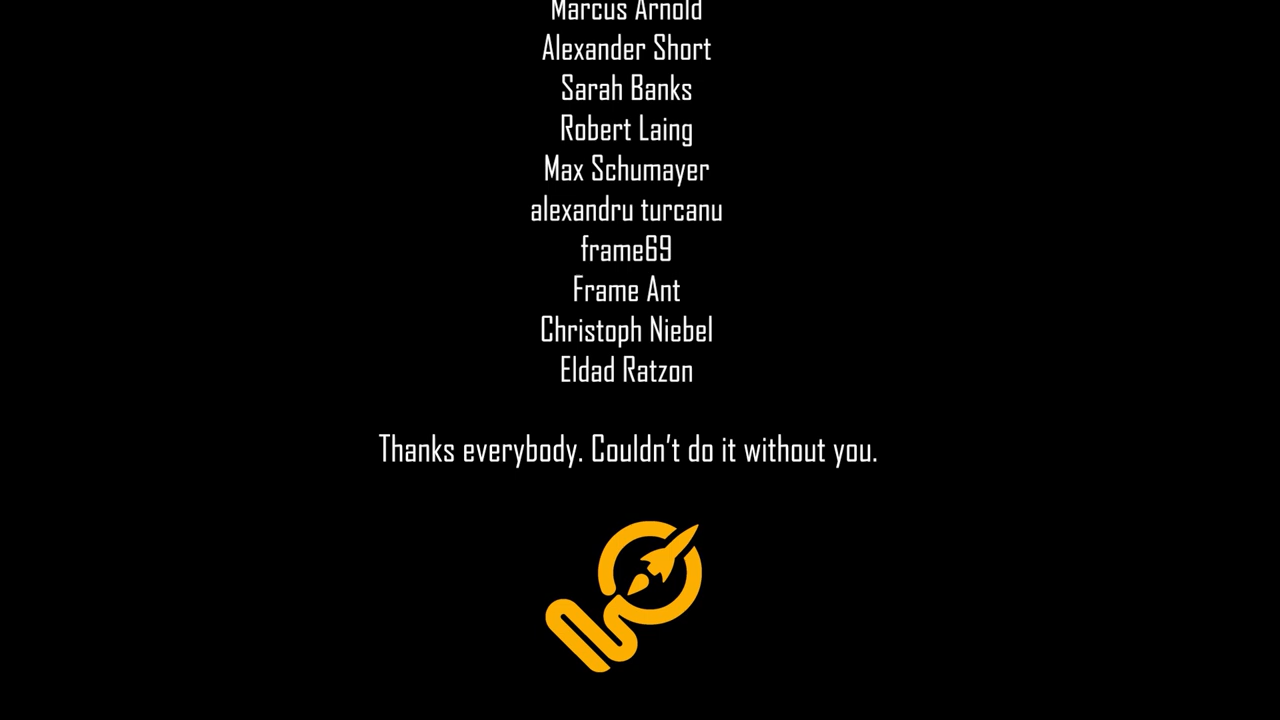 Marcus Arnold
Alexander Short
Sarah Banks
Robert Laing
Max Schumayer
alexandru turcanu
frame69
Frame Ant
Christoph Niebel
Eldad Ratzon
Thanks everybody. Couldn't do it without you.